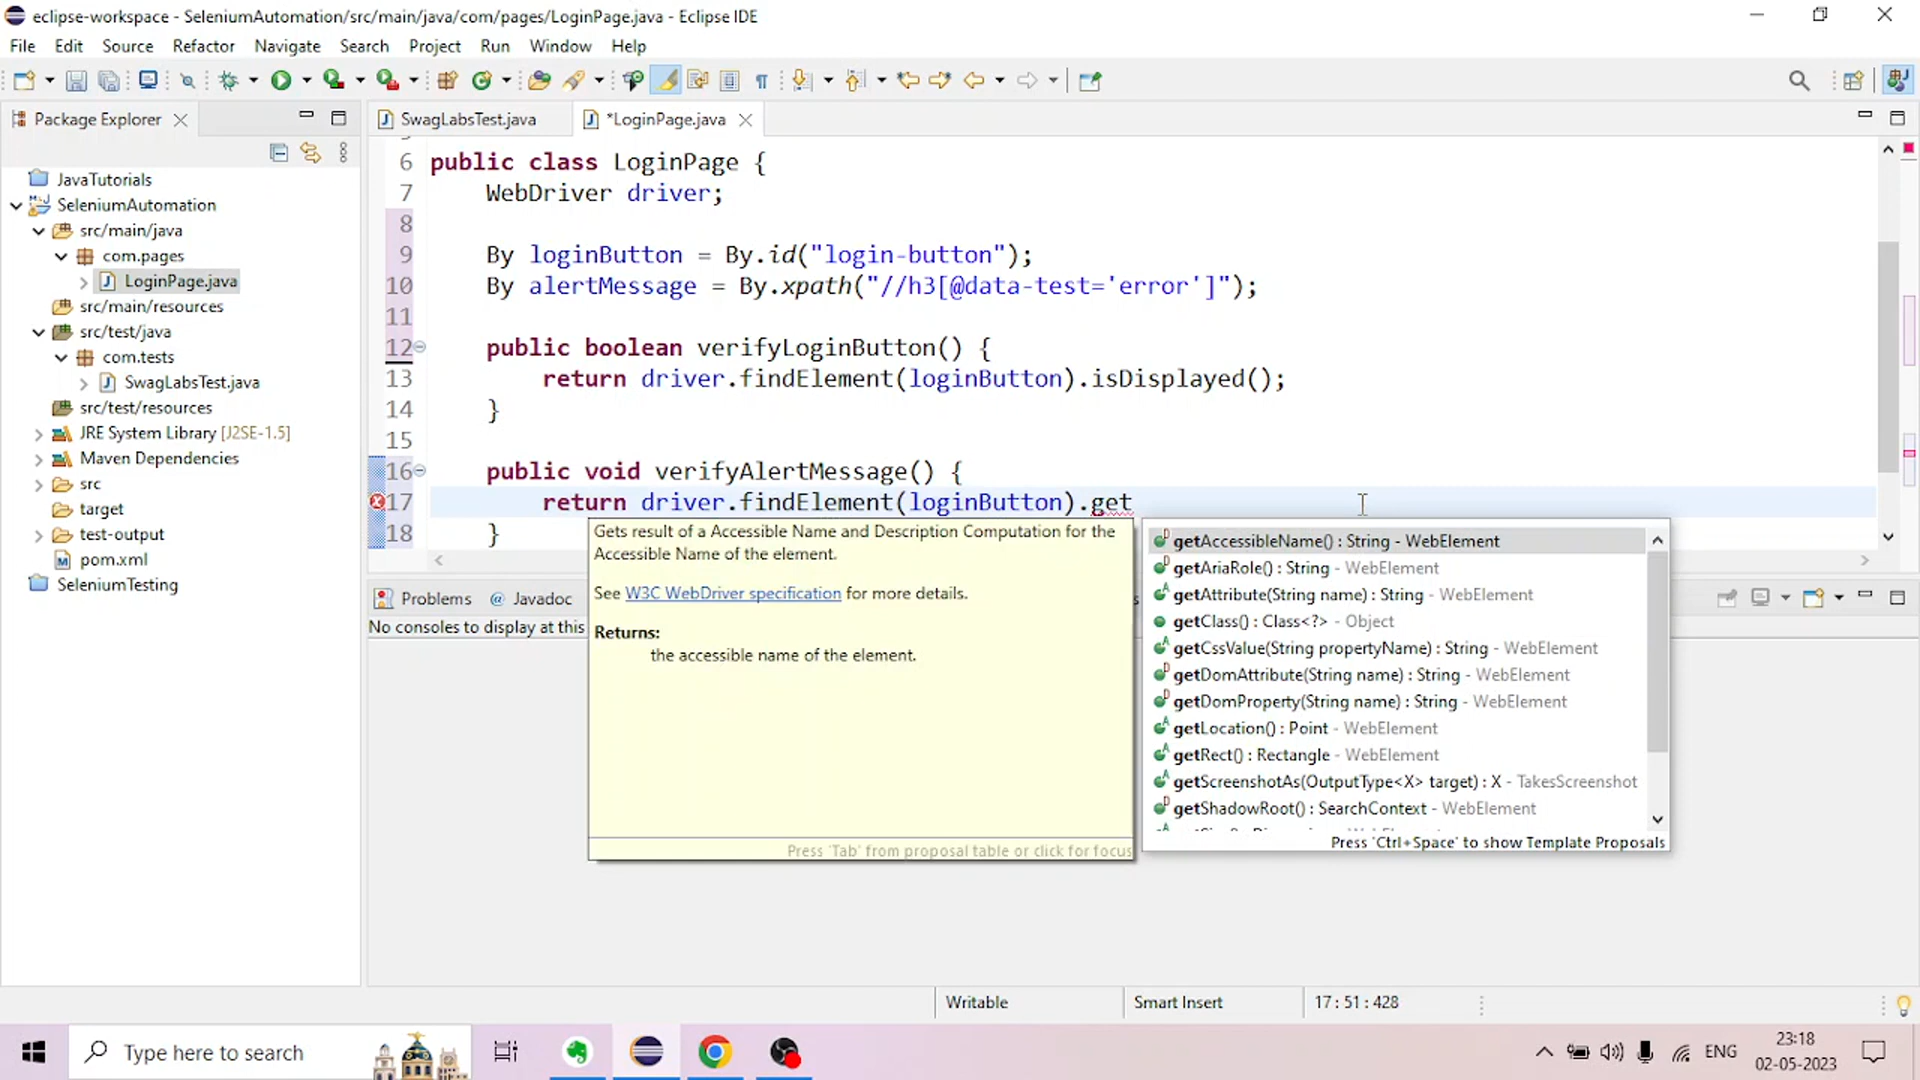 eclipse-workspace - SeleniumAutomation/src/main/java/com/pages/LoginPage.java - Eclipse IDE
File Edit Source Refactor Navigate Search Project Run Window Help
Package Explorer
JavaTutorials
SeleniumAutomation
src/main/java
com.pages
LoginPage.java
src/main/resources
src/test/java
com.tests
SwagLabsTest.java
src/test/resources
JRE System Library [J2SE-1.5]
Maven Dependencies
src
target
test-output
pom.xml
SeleniumTesting
SwagLabsTest.java *LoginPage.java
6 public class LoginPage {
7 WebDriver driver;
8
9 By loginButton = By.id("login-button");
10 By alertMessage = By.xpath("//h3[@data-test='error']");
11
12 public boolean verifyLoginButton() {
13 return driver.findElement(loginButton).isDisplayed();
14 }
15
16 public void verifyAlertMessage() {
17 return driver.findElement(loginButton).get
18 }
Problems @ Javadoc
No consoles to display at this
Gets result of a Accessible Name and Description Computation for the
Accessible Name of the element.
See W3C WebDriver specification for more details.
Returns:
the accessible name of the element.
Press 'Tab' from proposal table or click for focus
getAccessibleName() : String - WebElement
getAriaRole() : String - WebElement
getAttribute(String name) : String - WebElement
getClass() : Class<?> - Object
getCssValue(String propertyName) : String - WebElement
getDomAttribute(String name) : String - WebElement
getDomProperty(String name) : String - WebElement
getLocation() : Point - WebElement
getRect() : Rectangle - WebElement
getScreenshotAs(OutputType<X> target) : X - TakesScreenshot
getShadowRoot() : SearchContext - WebElement
Press 'Ctrl+Space' to show Template Proposals
Writable Smart Insert 17 : 51 : 428
Type here to search
ENG
23:18
02-05-2023